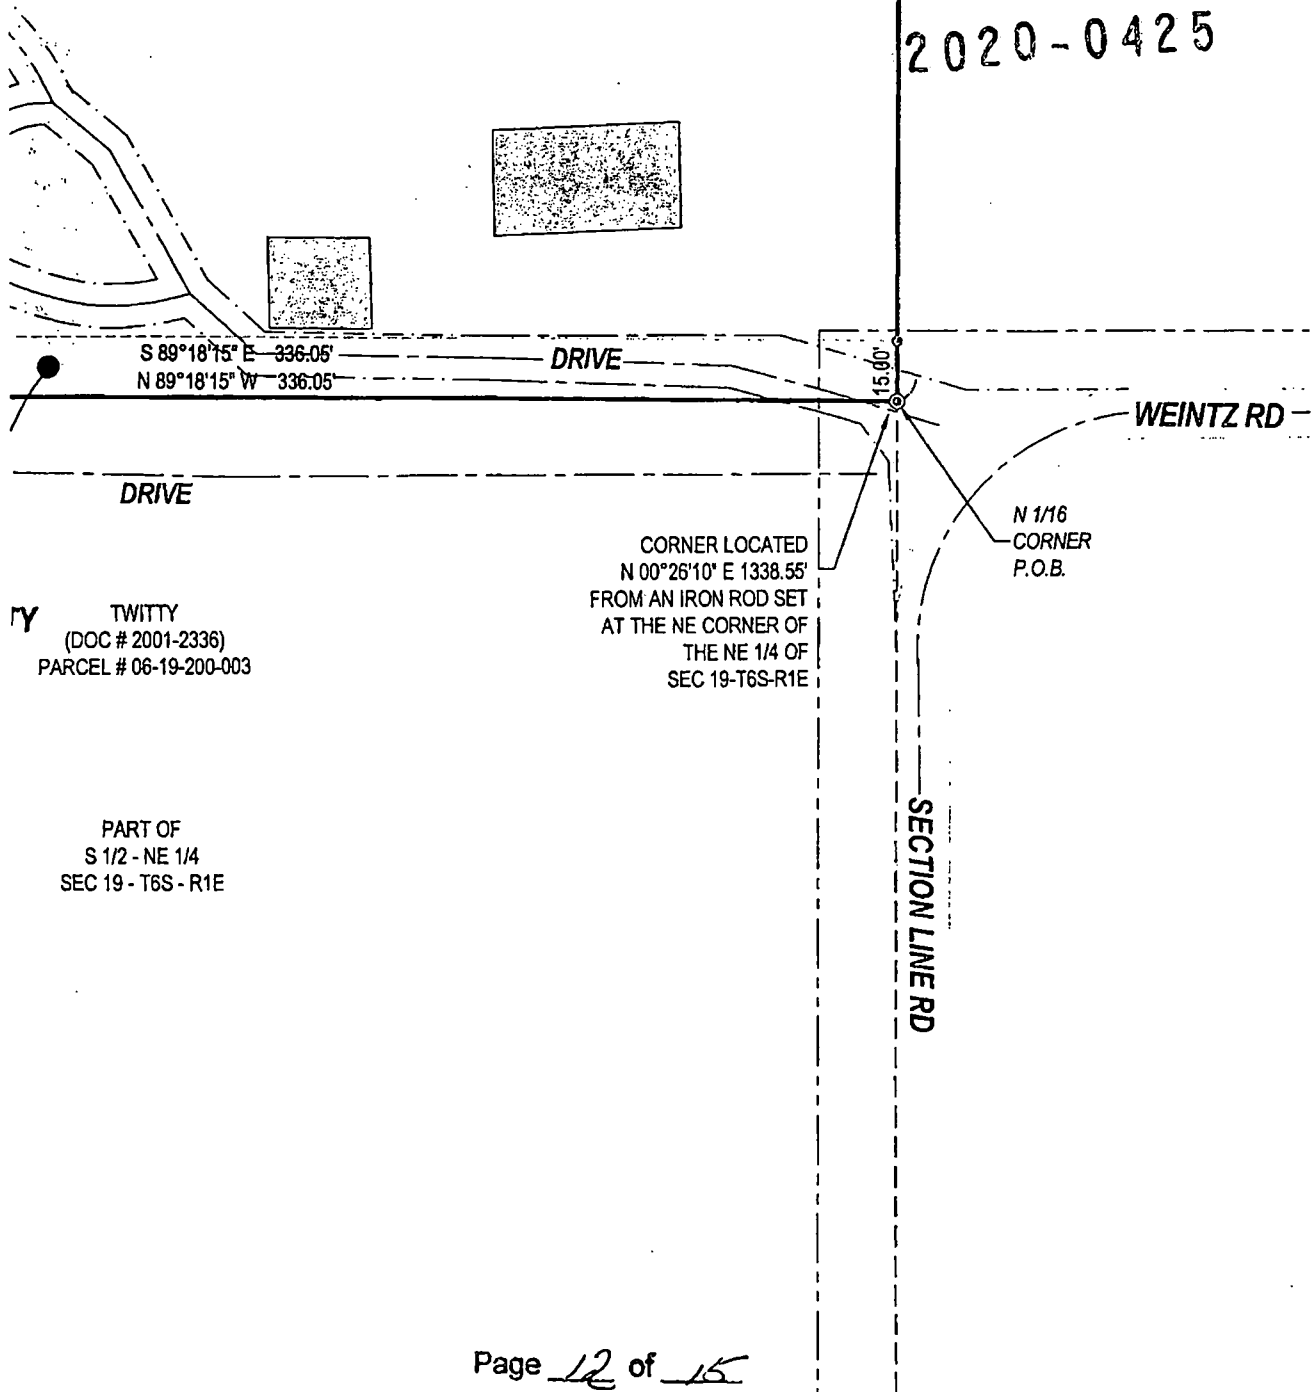 2020-0425
S 89°18'15" E 336.05'
N 89°18'15" W 336.05'
DRIVE
15.00'
WEINTZ RD
DRIVE
CORNER LOCATED
N 00°26'10" E 1338.55'
FROM AN IRON ROD SET
AT THE NE CORNER OF
THE NE 1/4 OF
SEC 19-T6S-R1E
N 1/16
CORNER
P.O.B.
TWITTY
(DOC # 2001-2336)
PARCEL # 06-19-200-003
PART OF
S 1/2 - NE 1/4
SEC 19 - T6S - R1E
SECTION LINE RD
Page 12 of 15